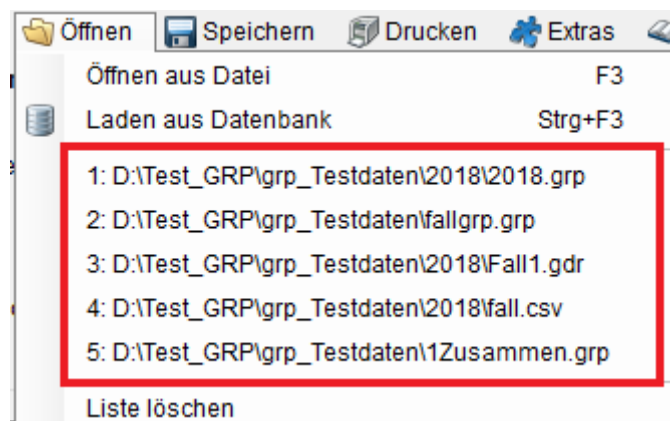 Öffnen Speichern Drucken Extras
Öffnen aus Datei F3
Laden aus Datenbank Strg+F3
1: D:\Test_GRP\grp_Testdaten\2018\2018.grp
2: D:\Test_GRP\grp_Testdaten\fallgrp.grp
3: D:\Test_GRP\grp_Testdaten\2018\Fall1.gdr
4: D:\Test_GRP\grp_Testdaten\2018\fall.csv
5: D:\Test_GRP\grp_Testdaten\1Zusammen.grp
Liste löschen